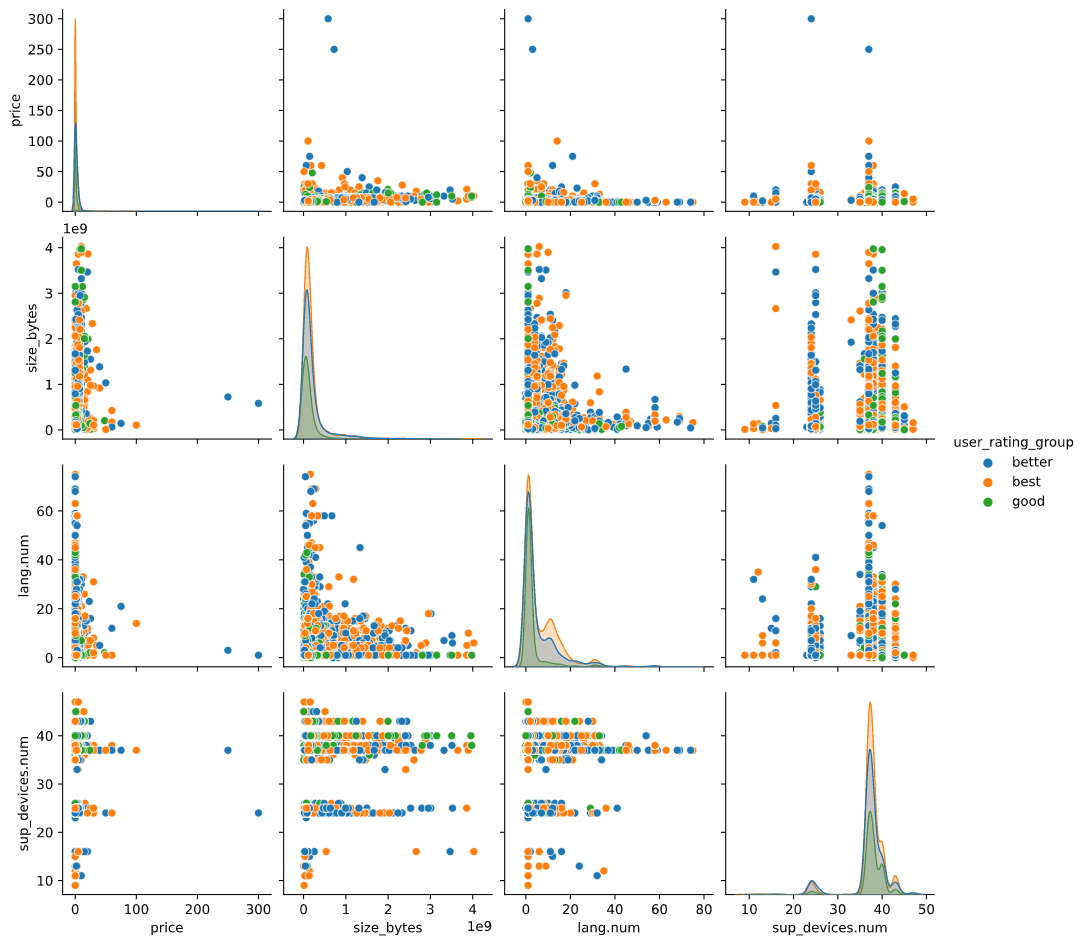 300
250
200
150
100
50
0
price
1e9
4
3
2
1
0
size_bytes
user_rating_group
better
best
good
60
40
20
0
lang.num
40
30
20
10
sup_devices.num
0 100 200 300
price
0 1 2 3 4
size_bytes 1e9
0 20 40 60 80
lang.num
10 20 30 40 50
sup_devices.num